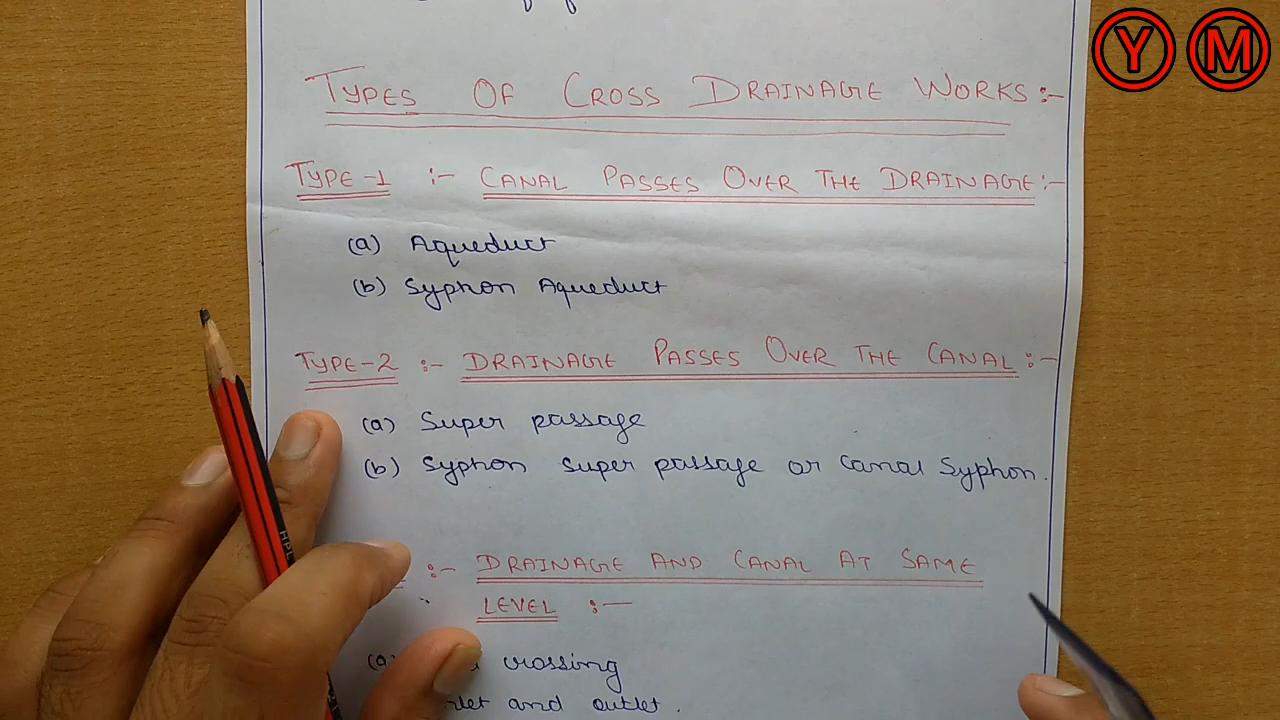 Y M
TYPES OF CROSS DRAINAGE WORKS:-
TYPE-1 :- CANAL PASSES OVER THE DRAINAGE:-
(a) Aqueduct
(b) Syphon Aqueduct
TYPE-2 :- DRAINAGE PASSES OVER THE CANAL:-
(a) Super passage
(b) Syphon Super passage or Canal Syphon.
:- DRAINAGE AND CANAL AT SAME
LEVEL :-
(a) crossing
and outlet.
HPL